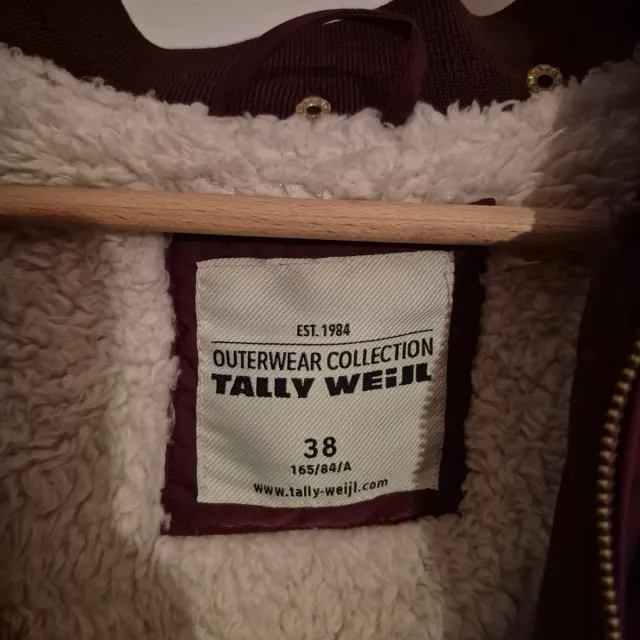 EST. 1984
OUTERWEAR COLLECTION
TALLY WEiJL
38
165/84/A
www.tally-weijl.com